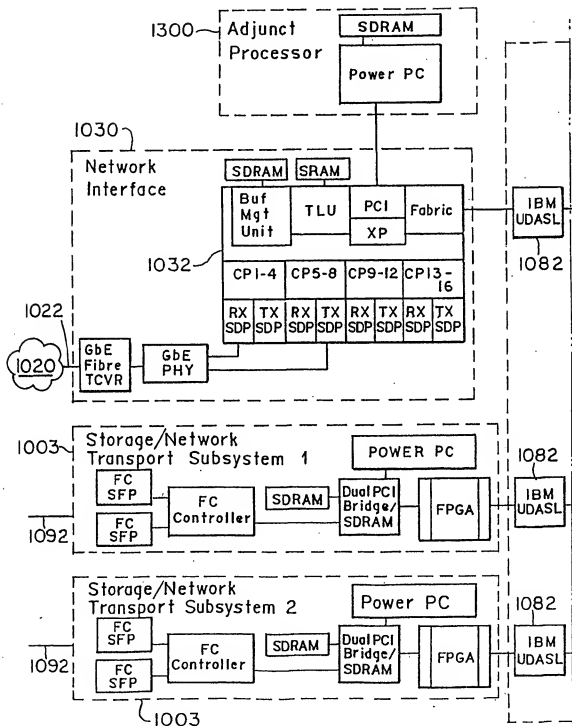 1300
Adjunct
Processor
SDRAM
Power PC
1030
Network
Interface
SDRAM
SRAM
Buf
Mgt
Unit
TLU
PCI
XP
Fabric
IBM
UDASL
1082
1032
CP1-4
CP5-8
CP9-12
CP13-
16
RX
SDP
TX
SDP
RX
SDP
TX
SDP
RX
SDP
TX
SDP
RX
SDP
TX
SDP
1022
1020
GbE
Fibre
TCVR
GbE
PHY
1003
Storage/Network
Transport Subsystem 1
POWER PC
FC
SFP
FC
SFP
FC
Controller
SDRAM
Dual PCI
Bridge/
SDRAM
FPGA
1082
IBM
UDASL
1092
Storage/Network
Transport Subsystem 2
Power PC
FC
SFP
FC
SFP
FC
Controller
SDRAM
Dual PCI
Bridge/
SDRAM
FPGA
1082
IBM
UDASL
1092
1003